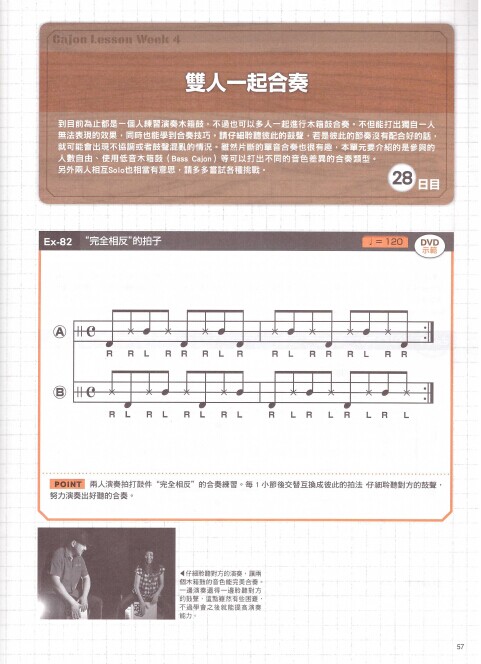 Cajon Lesson Week 4
雙人一起合奏
到目前為止都是一個人練習演奏木箱鼓，不過也可以多人一起進行木箱鼓合奏。不但能打出獨自一人
無法表現的效果，同時也能學到合奏技巧，請仔細聆聽彼此的鼓聲，若是彼此的節奏沒有配合好的話，
就可能會出現不協調或者鼓聲混亂的情況。雖然片斷的單音合奏也很有趣，本單元要介紹的是參與的
人數自由、使用低音木箱鼓（Bass Cajon）等可以打出不同的音色差異的合奏類型。
另外兩人相互Solo也相當有意思，請多多嘗試各種挑戰。
28日目
Ex-82 “完全相反”的拍子 ♩= 120 DVD
示範
A
R R L R R R L R R R L R R L R R
B
R L R L R L R L R L R L R L R L
POINT 兩人演奏拍打鼓件“完全相反”的合奏練習。每 1 小節後交替互換成彼此的拍法 仔細聆聽對方的鼓聲，
努力演奏出好聽的合奏。
◀仔細聆聽對方的演奏，讓兩
個木箱鼓的音色能完美合奏。
一邊演奏還得一邊聆聽對方
的鼓聲，這點雖然有些困難，
不過學會之後就能提高演奏
能力。
57